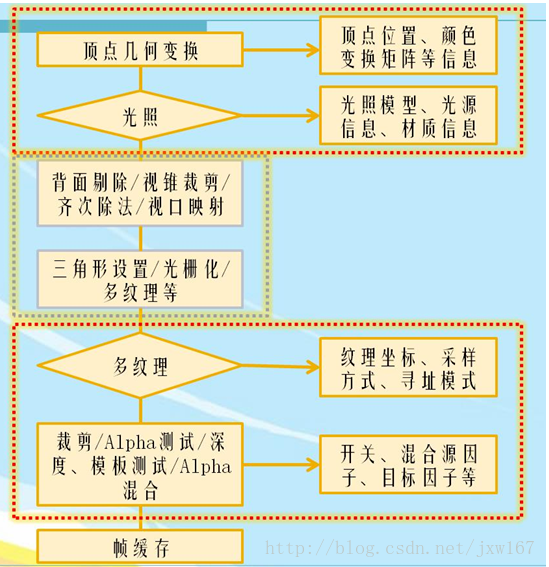 顶点几何变换
顶点位置、颜色
变换矩阵等信息
光照
光照模型、光源
信息、材质信息
背面剔除/视锥裁剪/
齐次除法/视口映射
三角形设置/光栅化/
多纹理等
多纹理
纹理坐标、采样
方式、寻址模式
裁剪/Alpha测试/深
度、模板测试/Alpha
混合
开关、混合源因
子、目标因子等
帧缓存
http://blog.csdn.net/jxw167